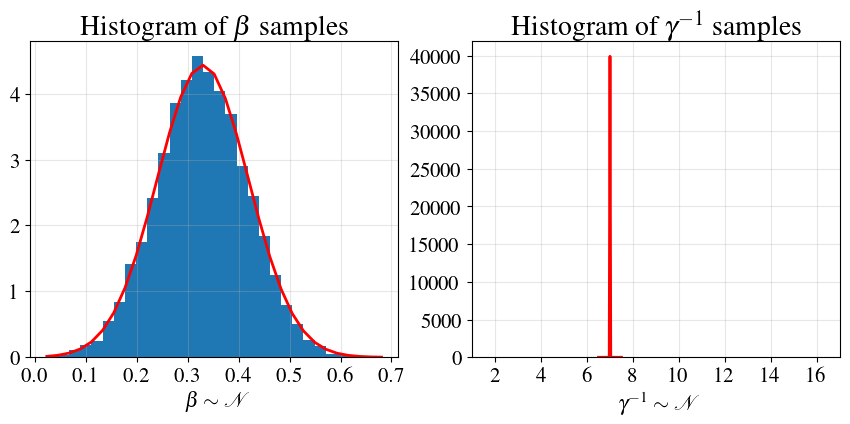 Histogram of β samples
4
3
2
1
0
0.0 0.1 0.2 0.3 0.4 0.5 0.6 0.7
β ∼ 𝒩
Histogram of γ⁻¹ samples
40000
35000
30000
25000
20000
15000
10000
5000
0
2 4 6 8 10 12 14 16
γ⁻¹ ∼ 𝒩